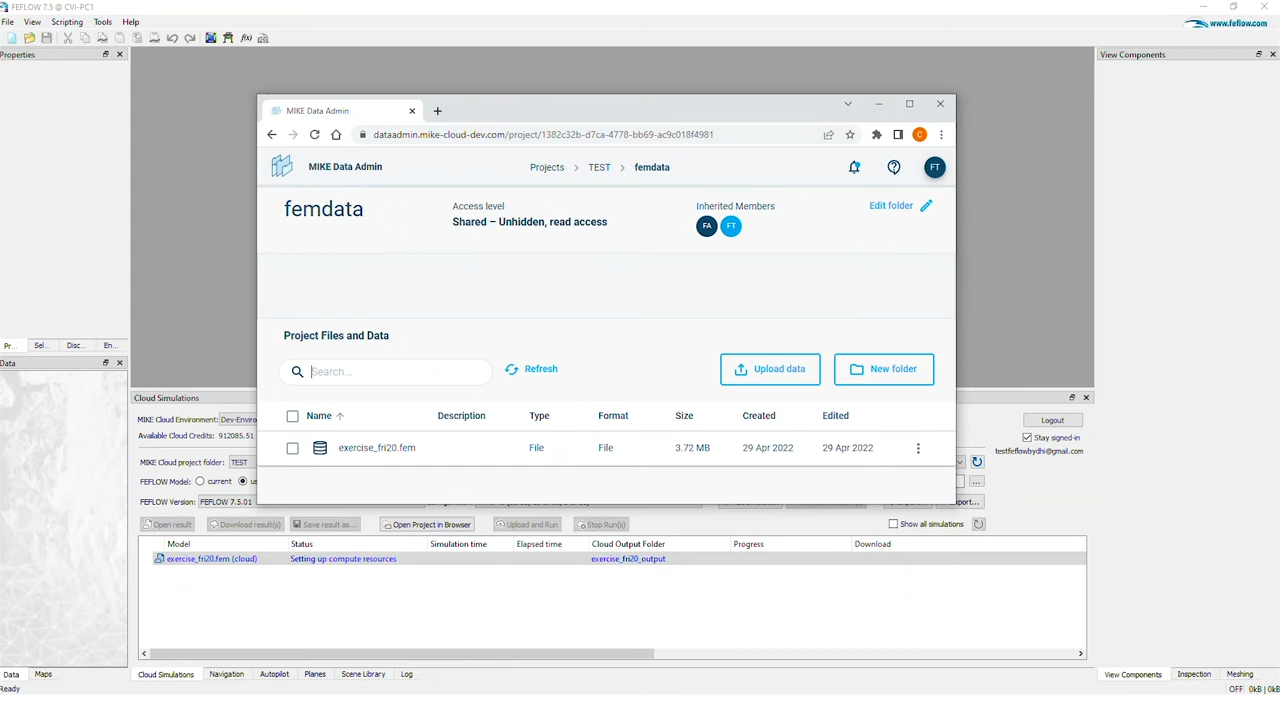 FEFLOW 7.5 @ CVI-PC1
File View Scripting Tools Help
www.feflow.com
f(x)
Properties
View Components
MIKE Data Admin
dataadmin.mike-cloud-dev.com/project/1382c32b-d7ca-4778-bb69-ac9c018f4981
C
MIKE Data Admin
Projects > TEST > femdata
FT
femdata
Access level
Shared – Unhidden, read access
Inherited Members
FA FT
Edit folder
Project Files and Data
Search...
Refresh
Upload data
New folder
Name Description Type Format Size Created Edited
exercise_fri20.fem File File 3.72 MB 29 Apr 2022 29 Apr 2022
Pr... Sel... Disc... En...
Data
Cloud Simulations
MIKE Cloud Environment: Dev-Enviro
Logout
Available Cloud Credits: 912085.51
Stay signed-in
testfeflowbydhi@gmail.com
MIKE Cloud project folder: TEST
FEFLOW Model: current
...
FEFLOW Version: FEFLOW 7.5.01
Open result Download result(s) Save result as... Open Project in Browser Upload and Run Stop Run(s) Show all simulations
Model Status Simulation time Elapsed time Cloud Output Folder Progress Download
exercise_fri20.fem (cloud) Setting up compute resources exercise_fri20_output
Data Maps
Cloud Simulations Navigation Autopilot Planes Scene Library Log
View Components Inspection Meshing
Ready
OFF 0kB | 0kB